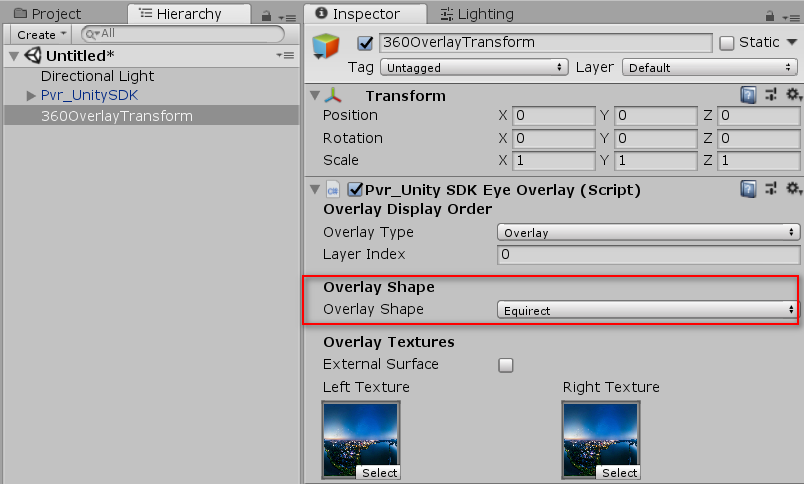 Project
Hierarchy
Create
All
Untitled*
Directional Light
Pvr_UnitySDK
360OverlayTransform
Inspector
Lighting
360OverlayTransform
Static
Tag Untagged Layer Default
Transform
Position X 0 Y 0 Z 0
Rotation X 0 Y 0 Z 0
Scale X 1 Y 1 Z 1
Pvr_Unity SDK Eye Overlay (Script)
Overlay Display Order
Overlay Type Overlay
Layer Index 0
Overlay Shape
Overlay Shape Equirect
Overlay Textures
External Surface
Left Texture Right Texture
Select Select